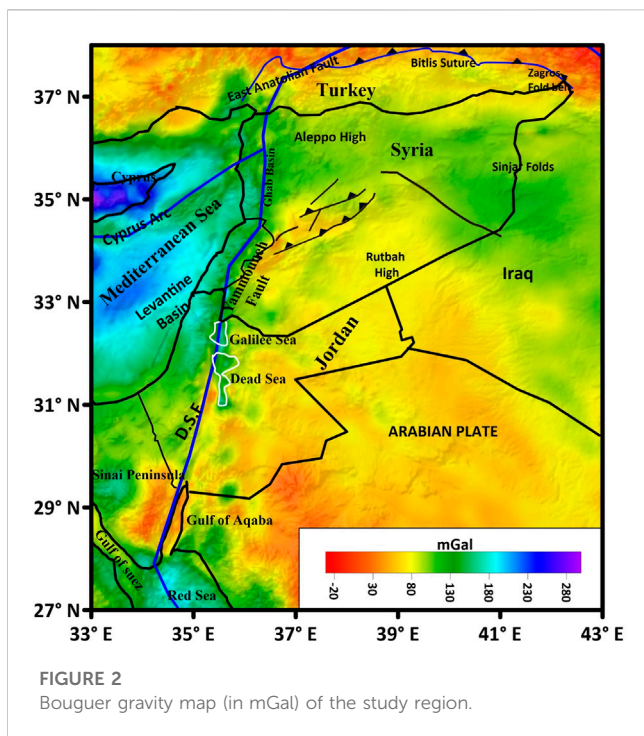 37° N
35° N
33° N
31° N
29° N
27° N
33° E
35° E
37° E
39° E
41° E
43° E
East Anatolian Fault
Bitlis Suture
Zagros
Fold belt
Turkey
Aleppo High
Syria
Sinjar Folds
Ghab Basin
Cyprus
Cyprus Arc
Mediterranean Sea
Levantine
Basin
Yammouneh
Fault
Rutbah
High
Iraq
Galilee Sea
Jordan
Dead Sea
D.S.F
ARABIAN PLATE
Sinai Peninsula
Gulf of Aqaba
Gulf of suez
Red Sea
mGal
-20
30
80
130
180
230
280
FIGURE 2
Bouguer gravity map (in mGal) of the study region.